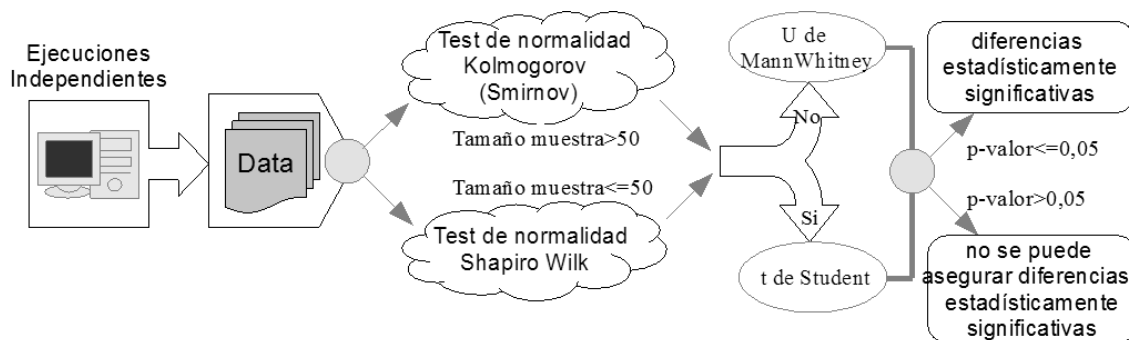 Ejecuciones
Independientes
Data
Test de normalidad
Kolmogorov
(Smirnov)
Tamaño muestra>50
Tamaño muestra<=50
Test de normalidad
Shapiro Wilk
U de
MannWhitney
No
Si
t de Student
diferencias
estadísticamente
significativas
p-valor<=0,05
p-valor>0,05
no se puede
asegurar diferencias
estadísticamente
significativas